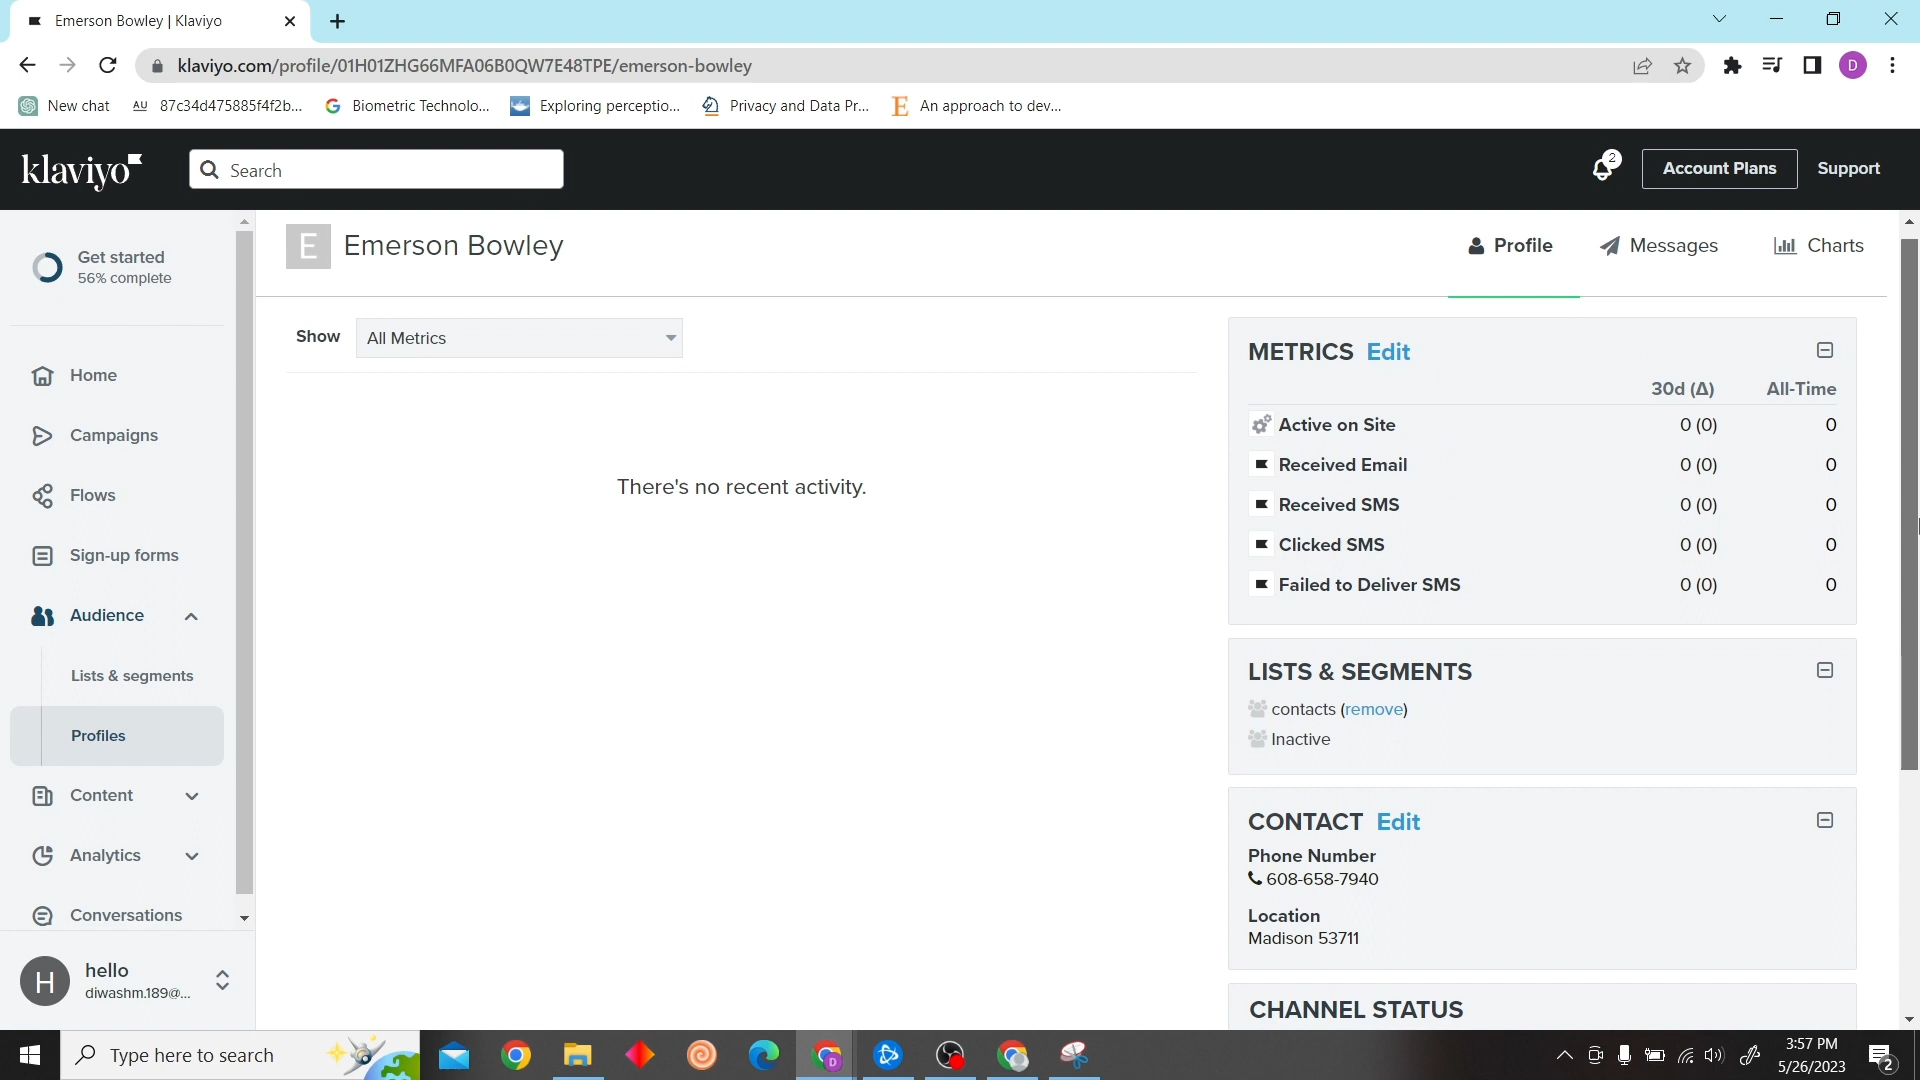 Emerson Bowley | Klaviyo
klaviyo.com/profile/01H01ZHG66MFA06B0QW7E48TPE/emerson-bowley
D
New chat
AU 87c34d475885f4f2b...
G Biometric Technolo...
Exploring perceptio...
Privacy and Data Pr...
E An approach to dev...
klaviyo
Search
2
Account Plans
Support
Get started
56% complete
Home
Campaigns
Flows
Sign-up forms
Audience
Lists & segments
Profiles
Content
Analytics
Conversations
H
hello
diwashm.189@...
E Emerson Bowley
Profile
Messages
Charts
Show
All Metrics
There's no recent activity.
METRICS Edit
30d (Δ) All-Time
Active on Site 0 (0) 0
Received Email 0 (0) 0
Received SMS 0 (0) 0
Clicked SMS 0 (0) 0
Failed to Deliver SMS 0 (0) 0
LISTS & SEGMENTS
contacts (remove)
Inactive
CONTACT Edit
Phone Number
608-658-7940
Location
Madison 53711
CHANNEL STATUS
Type here to search
D
3:57 PM
5/26/2023
2